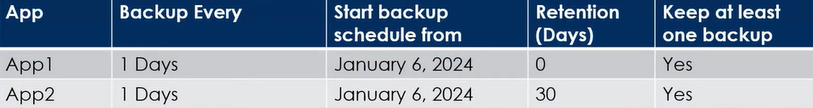 App Backup Every Start backup schedule from Retention (Days) Keep at least one backup
App1 1 Days January 6, 2024 0 Yes
App2 1 Days January 6, 2024 30 Yes